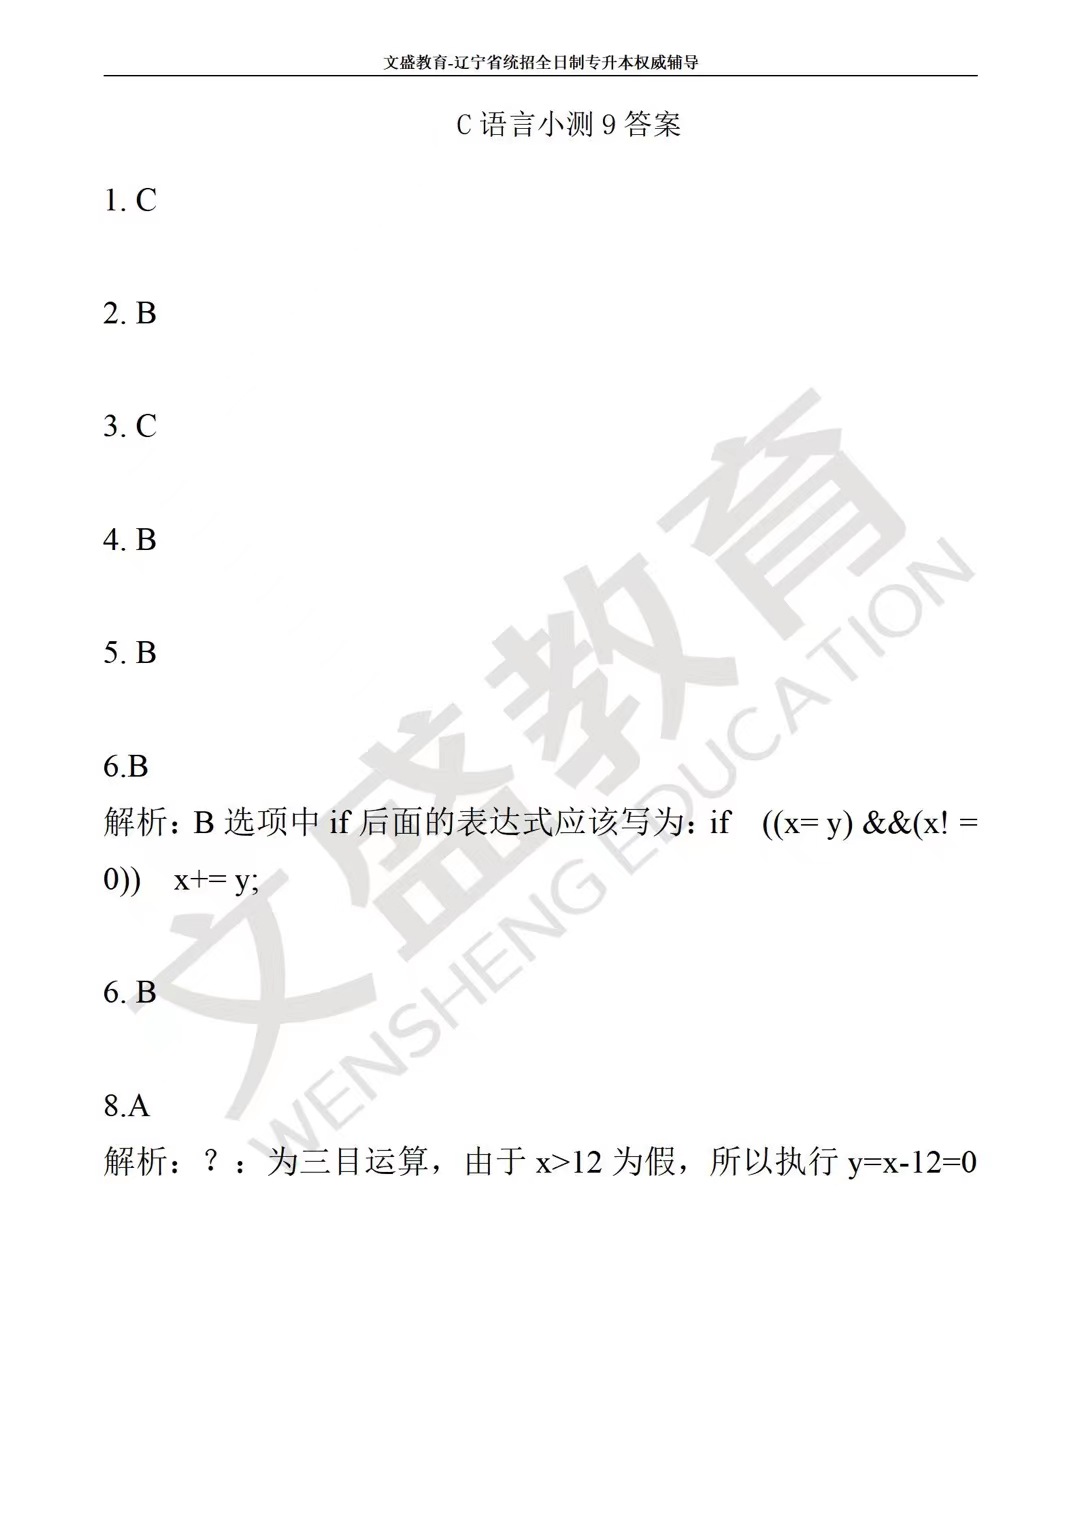 文盛教育-辽宁省统招全日制专升本权威辅导
C 语言小测 9 答案
1. C
2. B
3. C
4. B
5. B
6.B
解析：B 选项中 if 后面的表达式应该写为：if ((x= y) &&(x! =
0)) x+= y;
6. B
8.A
解析：？：为三目运算，由于 x>12 为假，所以执行 y=x-12=0
文盛教育
WENSHENG EDUCATION